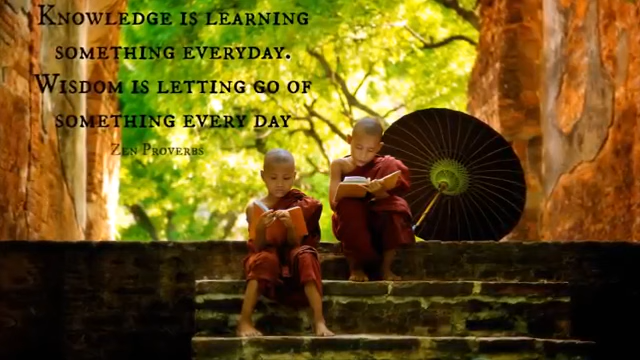 Knowledge is learning
something everyday.
Wisdom is letting go of
something every day
Zen Proverbs